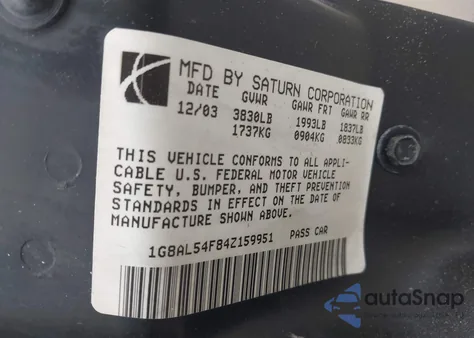 MFD BY SATURN CORPORATION
DATE GVWR GAWR FRT GAWR RR
12/03 3830LB 1993LB 1837LB
1737KG 0904KG 0833KG
THIS VEHICLE CONFORMS TO ALL APPLI-
CABLE U.S. FEDERAL MOTOR VEHICLE
SAFETY, BUMPER, AND THEFT PREVENTION
STANDARDS IN EFFECT ON THE DATE OF
MANUFACTURE SHOWN ABOVE.
1G8AL54F84Z159951 PASS CAR
autoSnap